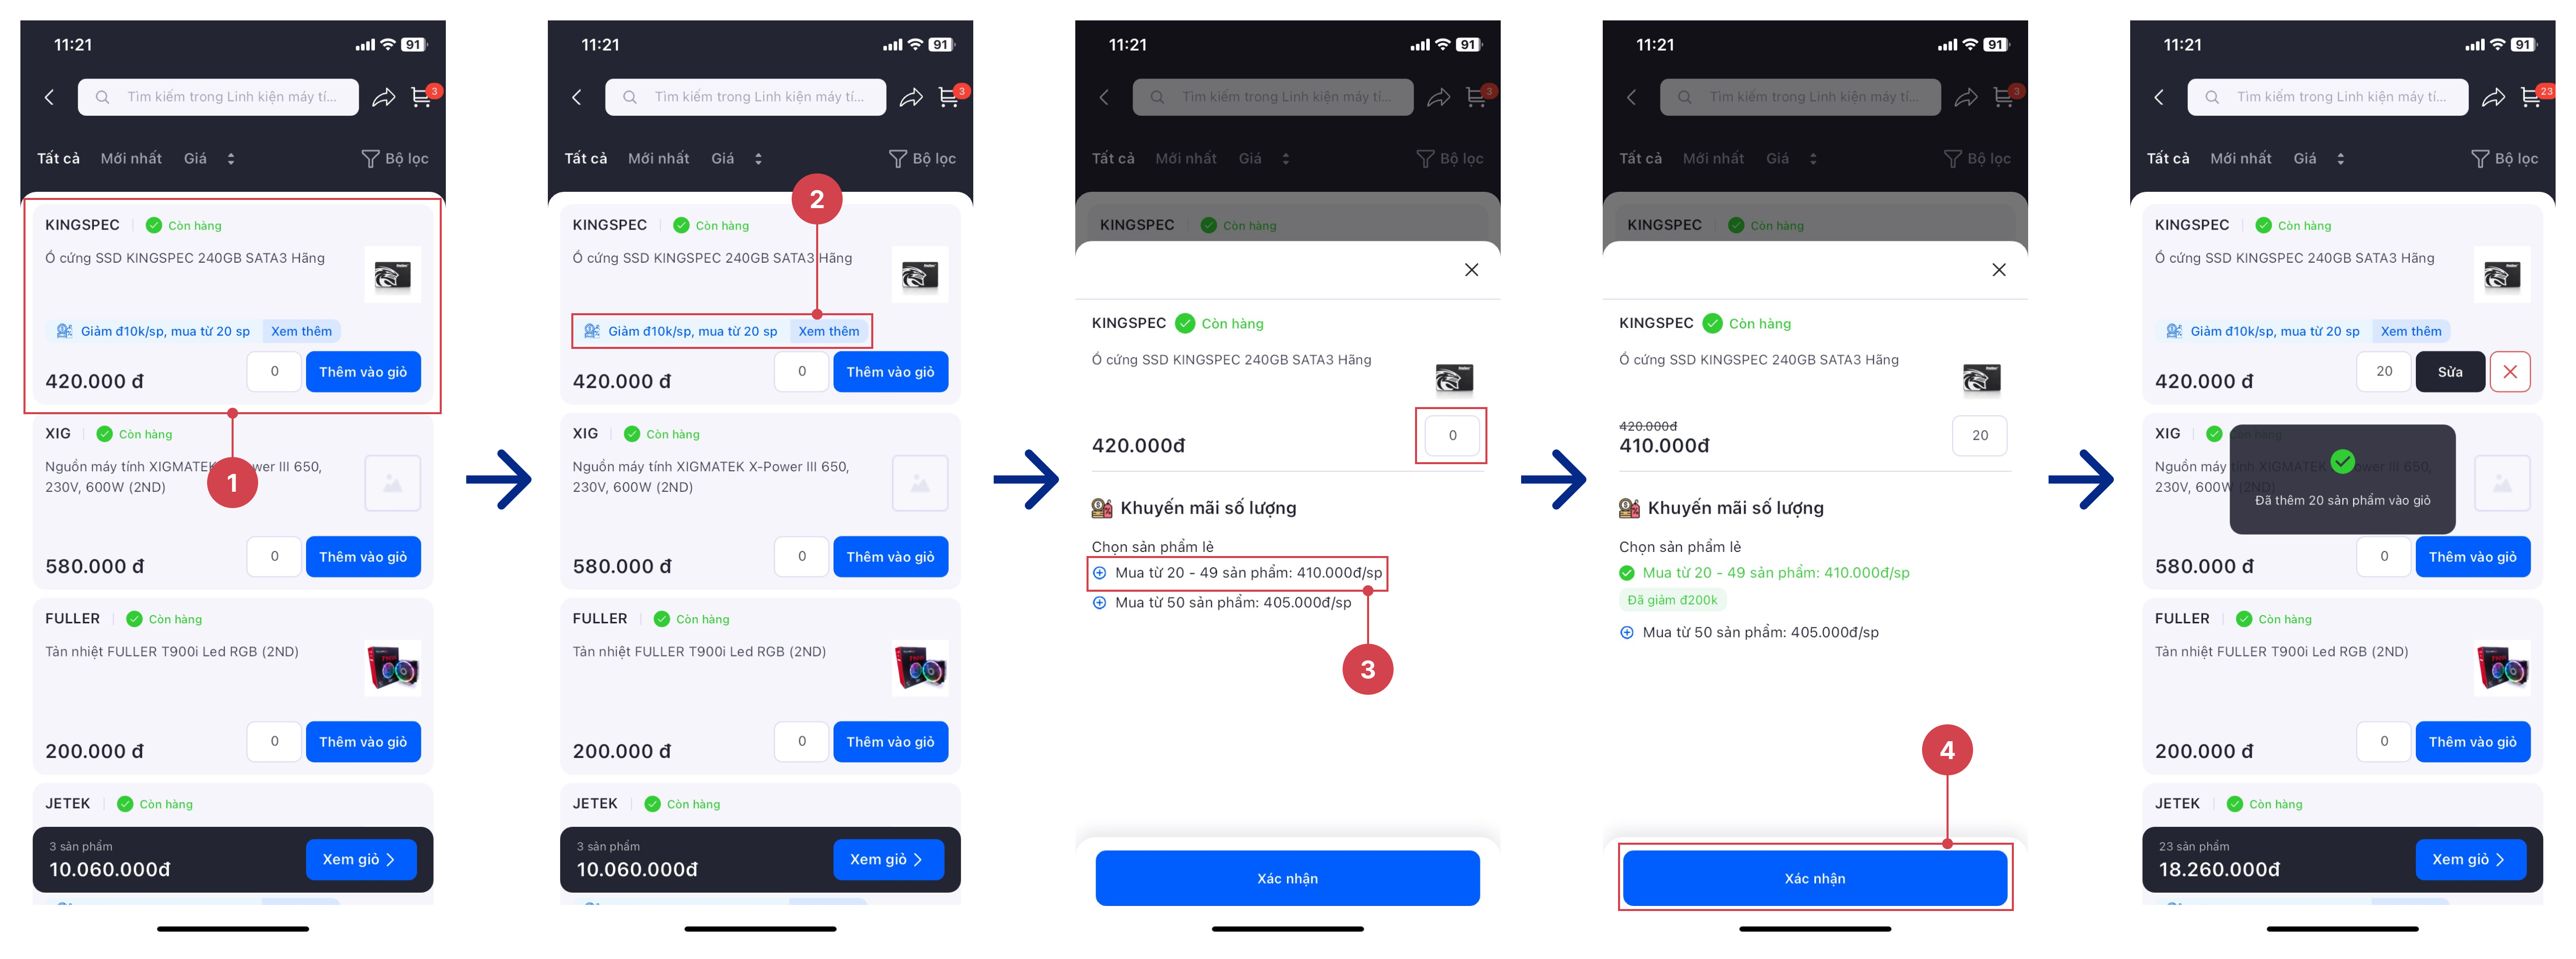 11:21
91
Tìm kiếm trong Linh kiện máy tí...
3
Tất cả Mới nhất Giá Bộ lọc
KINGSPEC Còn hàng
Ổ cứng SSD KINGSPEC 240GB SATA3 Hãng
Giảm đ10k/sp, mua từ 20 sp Xem thêm
420.000 đ 0 Thêm vào giỏ
XIG Còn hàng
Nguồn máy tính XIGMATEK wer III 650,
230V, 600W (2ND)
1
580.000 đ 0 Thêm vào giỏ
FULLER Còn hàng
Tản nhiệt FULLER T900i Led RGB (2ND)
200.000 đ 0 Thêm vào giỏ
JETEK Còn hàng
3 sản phẩm
10.060.000đ Xem giỏ
11:21
91
Tìm kiếm trong Linh kiện máy tí...
3
Tất cả Mới nhất Giá Bộ lọc
2
KINGSPEC Còn hàng
Ổ cứng SSD KINGSPEC 240GB SATA3 Hãng
Giảm đ10k/sp, mua từ 20 sp Xem thêm
420.000 đ 0 Thêm vào giỏ
XIG Còn hàng
Nguồn máy tính XIGMATEK X-Power III 650,
230V, 600W (2ND)
580.000 đ 0 Thêm vào giỏ
FULLER Còn hàng
Tản nhiệt FULLER T900i Led RGB (2ND)
200.000 đ 0 Thêm vào giỏ
JETEK Còn hàng
3 sản phẩm
10.060.000đ Xem giỏ
11:21
91
Tìm kiếm trong Linh kiện máy tí...
3
Tất cả Mới nhất Giá Bộ lọc
KINGSPEC Còn hàng
KINGSPEC Còn hàng
Ổ cứng SSD KINGSPEC 240GB SATA3 Hãng
420.000đ 0
Khuyến mãi số lượng
Chọn sản phẩm lẻ
Mua từ 20 - 49 sản phẩm: 410.000đ/sp
Mua từ 50 sản phẩm: 405.000đ/sp
3
Xác nhận
11:21
91
Tìm kiếm trong Linh kiện máy tí...
3
Tất cả Mới nhất Giá Bộ lọc
KINGSPEC Còn hàng
KINGSPEC Còn hàng
Ổ cứng SSD KINGSPEC 240GB SATA3 Hãng
420.000đ
410.000đ 20
Khuyến mãi số lượng
Chọn sản phẩm lẻ
Mua từ 20 - 49 sản phẩm: 410.000đ/sp
Đã giảm đ200k
Mua từ 50 sản phẩm: 405.000đ/sp
4
Xác nhận
11:21
91
Tìm kiếm trong Linh kiện máy tí...
23
Tất cả Mới nhất Giá Bộ lọc
KINGSPEC Còn hàng
Ổ cứng SSD KINGSPEC 240GB SATA3 Hãng
Giảm đ10k/sp, mua từ 20 sp Xem thêm
420.000 đ 20 Sửa
XIG Còn hàng
Nguồn máy tính XIGMATEK X-Power III 650,
230V, 600W (2ND)
Đã thêm 20 sản phẩm vào giỏ
580.000 đ 0 Thêm vào giỏ
FULLER Còn hàng
Tản nhiệt FULLER T900i Led RGB (2ND)
200.000 đ 0 Thêm vào giỏ
JETEK Còn hàng
23 sản phẩm
18.260.000đ Xem giỏ